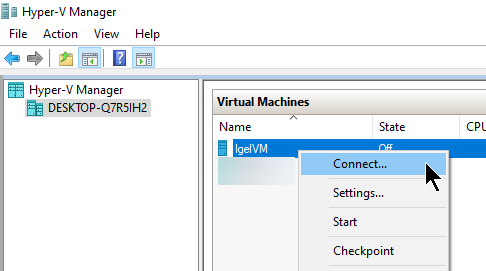 Hyper-V Manager
File Action View Help
Hyper-V Manager
DESKTOP-Q7R5IH2
Virtual Machines
Name State CPU
IgelVM Off
Connect...
Settings...
Start
Checkpoint